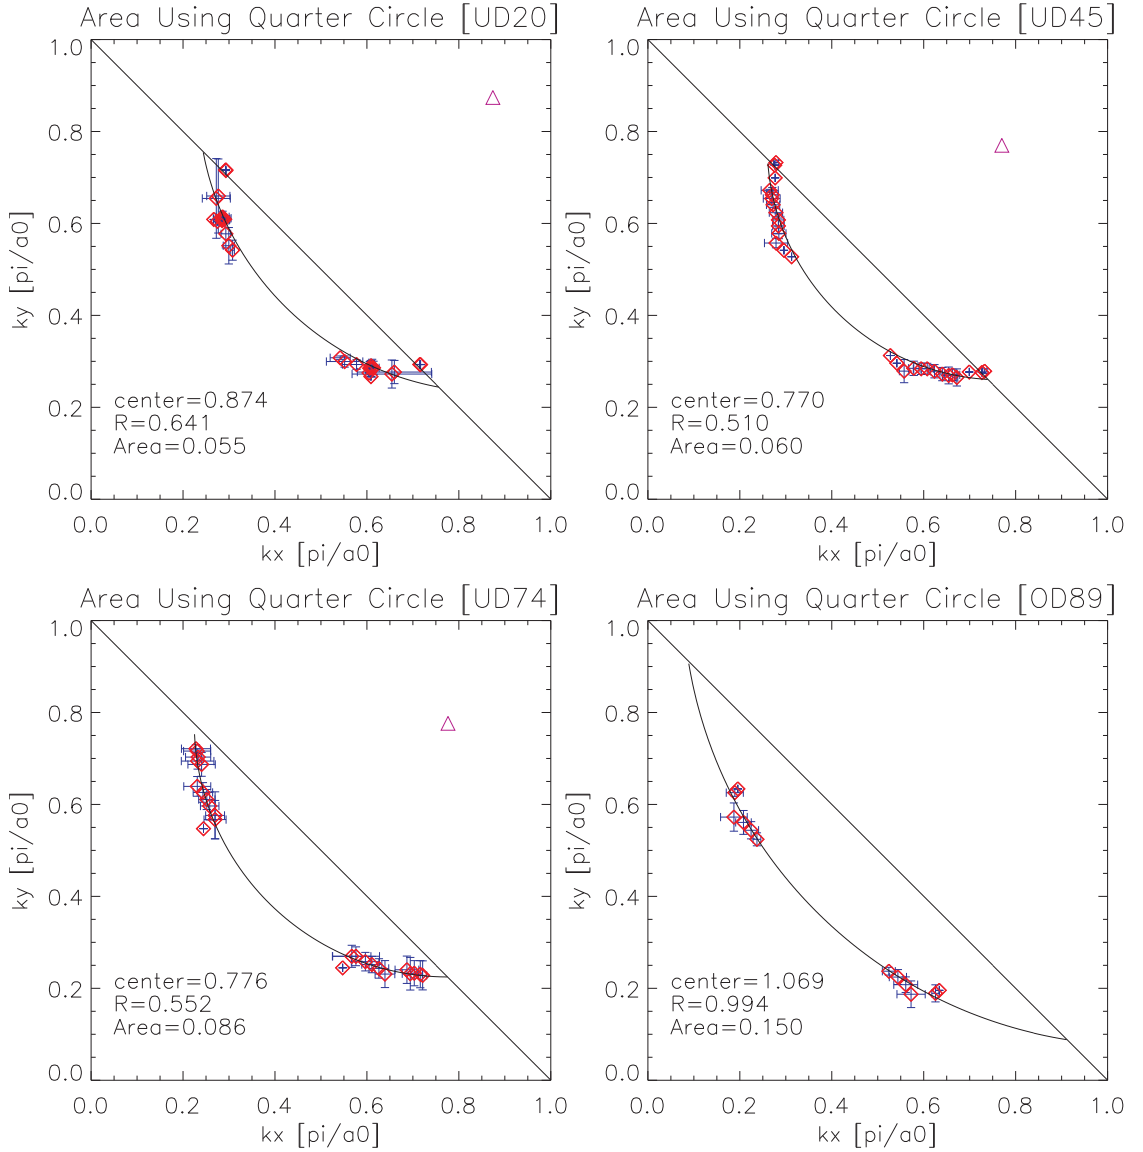 Area Using Quarter Circle [UD20]
1.0
0.8
0.6
0.4
0.2
0.0
ky [pi/a0]
center=0.874
R=0.641
Area=0.055
0.0 0.2 0.4 0.6 0.8 1.0
kx [pi/a0]
Area Using Quarter Circle [UD45]
1.0
0.8
0.6
0.4
0.2
0.0
ky [pi/a0]
center=0.770
R=0.510
Area=0.060
0.0 0.2 0.4 0.6 0.8 1.0
kx [pi/a0]
Area Using Quarter Circle [UD74]
1.0
0.8
0.6
0.4
0.2
0.0
ky [pi/a0]
center=0.776
R=0.552
Area=0.086
0.0 0.2 0.4 0.6 0.8 1.0
kx [pi/a0]
Area Using Quarter Circle [OD89]
1.0
0.8
0.6
0.4
0.2
0.0
ky [pi/a0]
center=1.069
R=0.994
Area=0.150
0.0 0.2 0.4 0.6 0.8 1.0
kx [pi/a0]